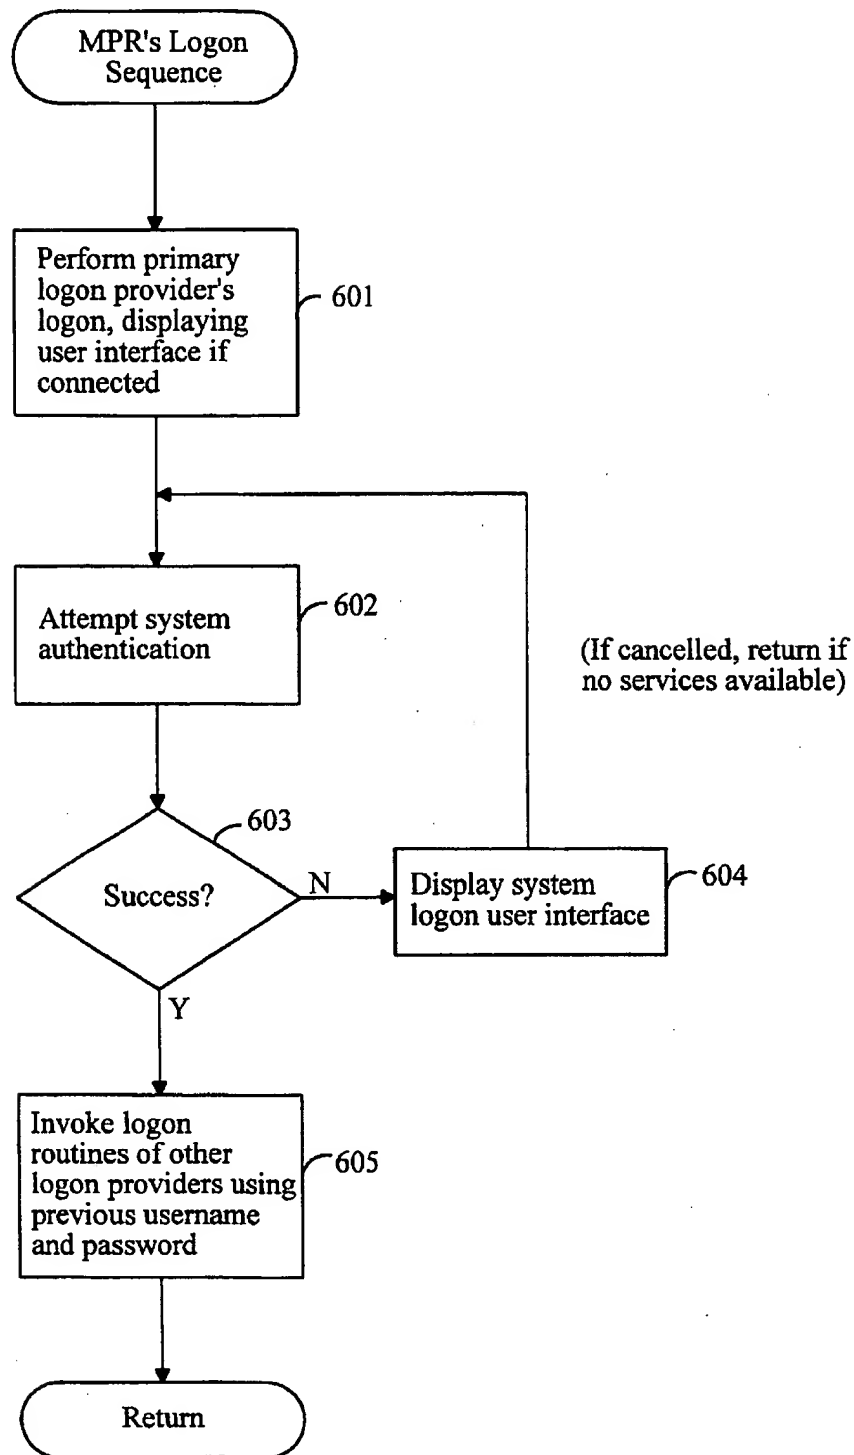 MPR's Logon
Sequence
Perform primary
logon provider's
logon, displaying
user interface if
connected
601
Attempt system
authentication
602
(If cancelled, return if
no services available)
603
Success?
N
Display system
logon user interface
604
Y
Invoke logon
routines of other
logon providers using
previous username
and password
605
Return